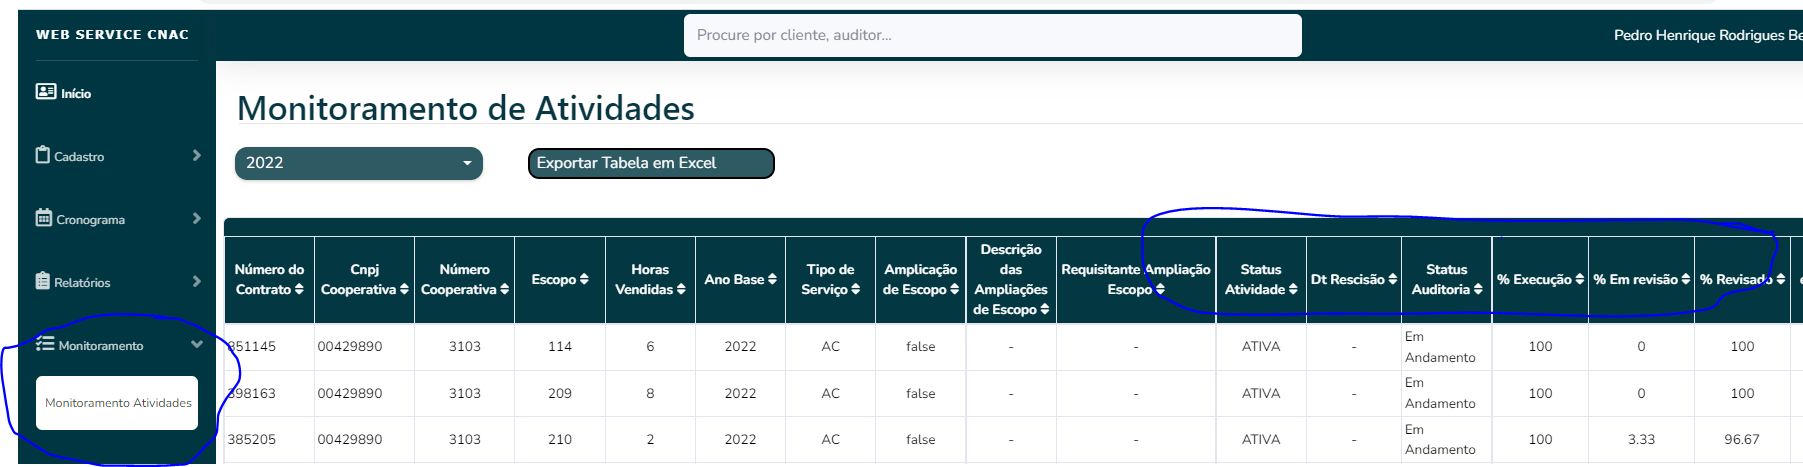 WEB SERVICE CNAC
Procure por cliente, auditor...
Pedro Henrique Rodrigues Be
Início
Cadastro
Cronograma
Relatórios
Monitoramento
Monitoramento Atividades
Monitoramento de Atividades
2022
Exportar Tabela em Excel
Número do Contrato Cnpj Cooperativa Número Cooperativa Escopo Horas Vendidas Ano Base Tipo de Serviço Amplicação de Escopo Descrição das Ampliações de Escopo Requisitante Ampliação Escopo Status Atividade Dt Rescisão Status Auditoria % Execução % Em revisão % Revisado
351145 00429890 3103 114 6 2022 AC false - - ATIVA - Em Andamento 100 0 100
398163 00429890 3103 209 8 2022 AC false - - ATIVA - Em Andamento 100 0 100
385205 00429890 3103 210 2 2022 AC false - - ATIVA - Em Andamento 100 3.33 96.67